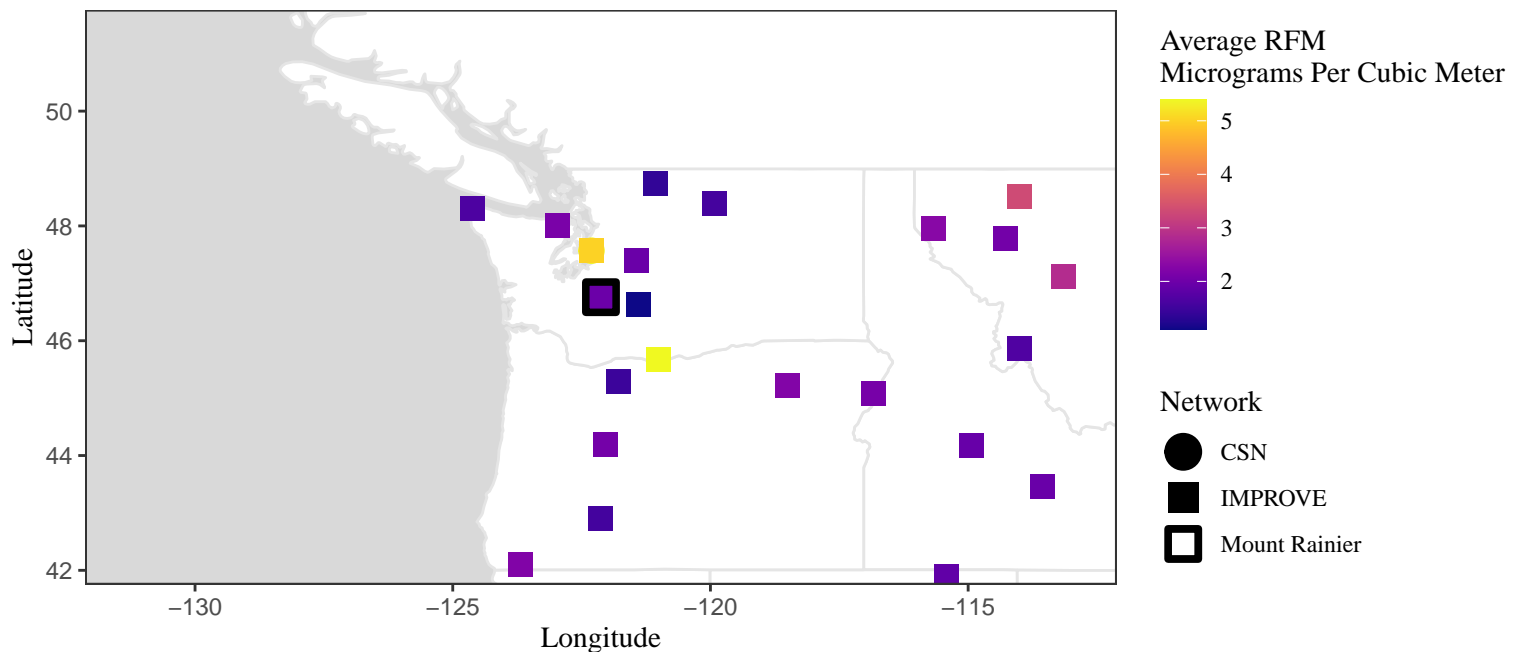 Average RFM
Micrograms Per Cubic Meter
5
4
3
2
Network
CSN
IMPROVE
Mount Rainier
Latitude
50
48
46
44
42
−130
−125
−120
−115
Longitude